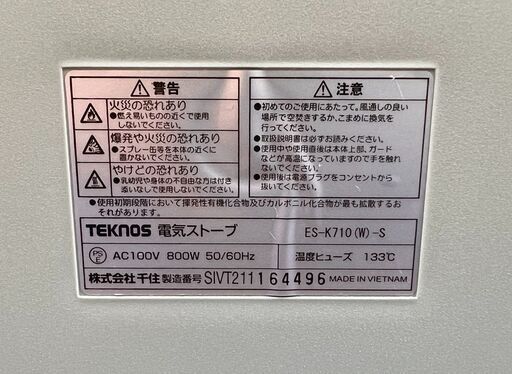 警告
火災の恐れあり
●燃え易いものの近くで使用
しないでください。
爆発や火災の恐れあり
●スプレー缶等を本体の近くに
置かないでください。
やけどの恐れあり
●乳幼児や身体の不自由な方は付き
添いなしで使用しないでください。
注意
●初めてのご使用にあたって。風通しの良い
場所で空焚きするか、こまめに換気を
行ってください。
●取扱説明書は必ずお読みください。
●使用中や使用直後は本体上部、ガード
などが高温になっていますので手を触れ
ないでください。
●使用後は電源プラグをコンセントから
抜いてください。
●使用初期段階において揮発性有機化合物及びカルボニル化合物が最も拡散するお
それがあります。
TEKNOS 電気ストーブ
ES-K710(W)-S
PSE
AC100V 800W 50/60Hz
温度ヒューズ 133℃
株式会社千住 製造番号 SIVT211164496 MADE IN VIETNAM